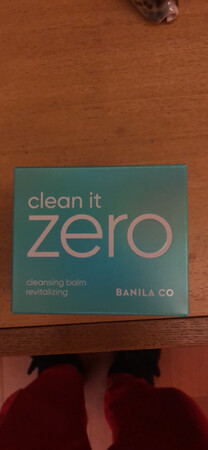 clean it
zero
cleansing balm
revitalizing
BANILA CO